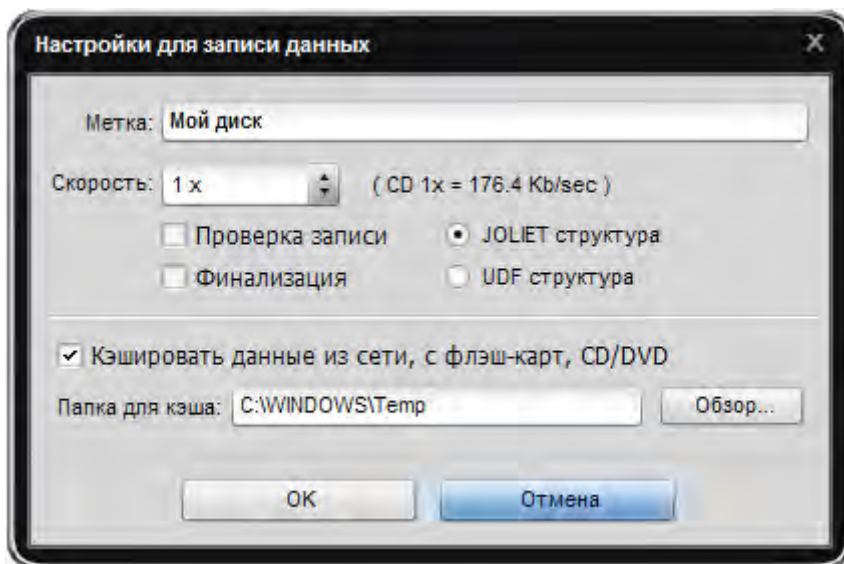 Настройки для записи данных X
Метка: Мой диск
Скорость: 1 x ( CD 1x = 176.4 Kb/sec )
Проверка записи JOLIET структура
Финализация UDF структура
Кэшировать данные из сети, с флэш-карт, CD/DVD
Папка для кэша: C:\WINDOWS\Temp Обзор...
OK Отмена